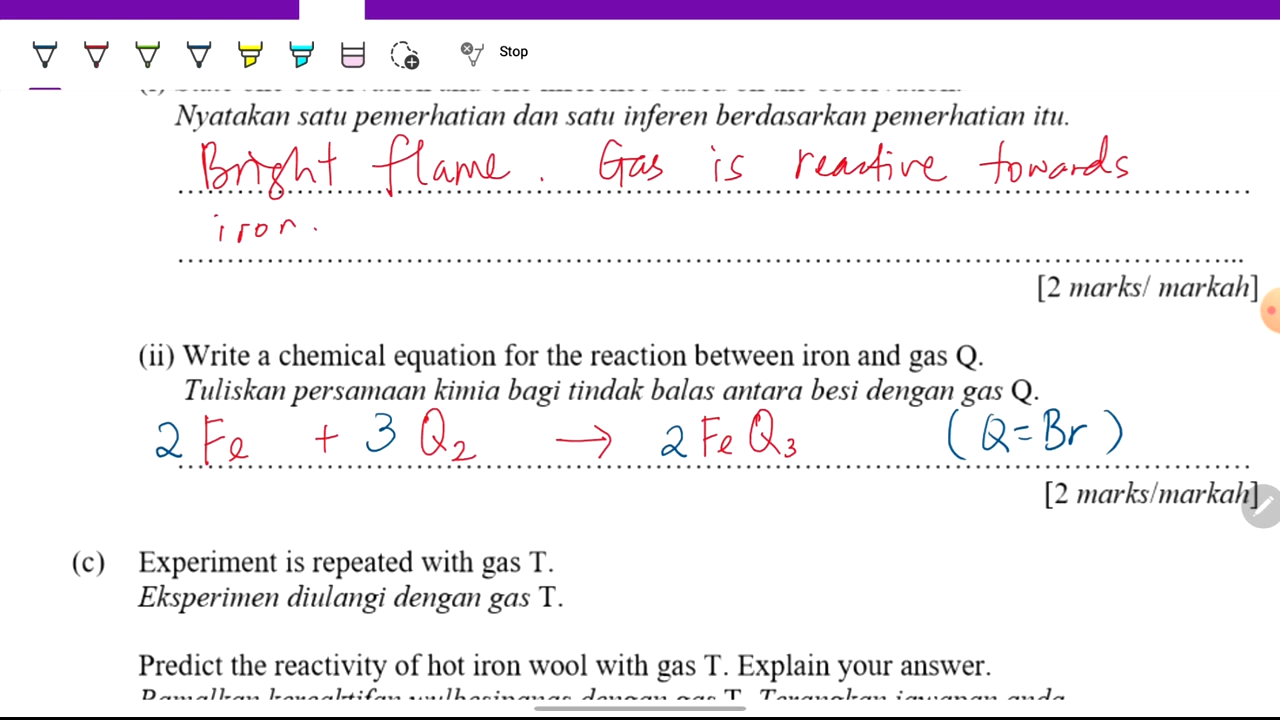 Stop
Nyatakan satu pemerhatian dan satu inferen berdasarkan pemerhatian itu.
Bright flame. Gas is reactive towards
iron.
[2 marks/ markah]
(ii) Write a chemical equation for the reaction between iron and gas Q.
Tuliskan persamaan kimia bagi tindak balas antara besi dengan gas Q.
2 Fe + 3 Q₂ → 2 FeQ₃ (Q=Br)
[2 marks/markah]
(c) Experiment is repeated with gas T.
Eksperimen diulangi dengan gas T.
Predict the reactivity of hot iron wool with gas T. Explain your answer.